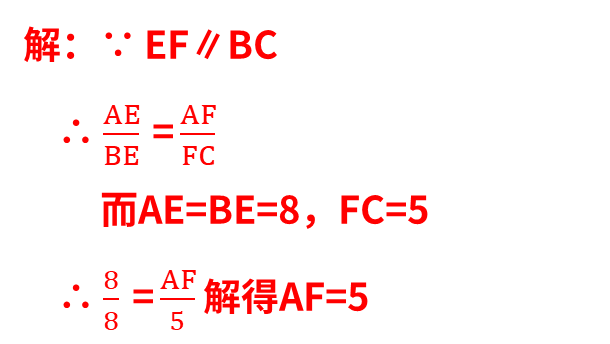 解：∵ EF∥BC
∴ AE/BE = AF/FC
而AE=BE=8，FC=5
∴ 8/8 = AF/5 解得AF=5